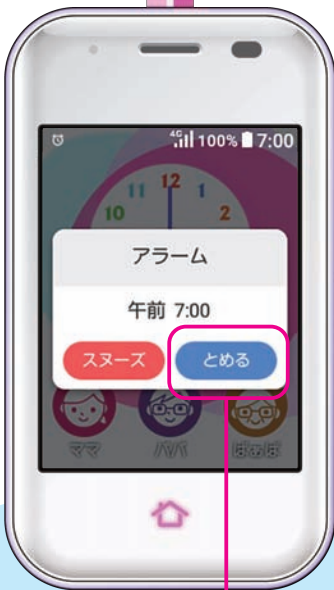 4G 100% 7:00
11 12 1
10 2
アラーム
午前 7:00
スヌーズ とめる
ママ パパ ばぁば